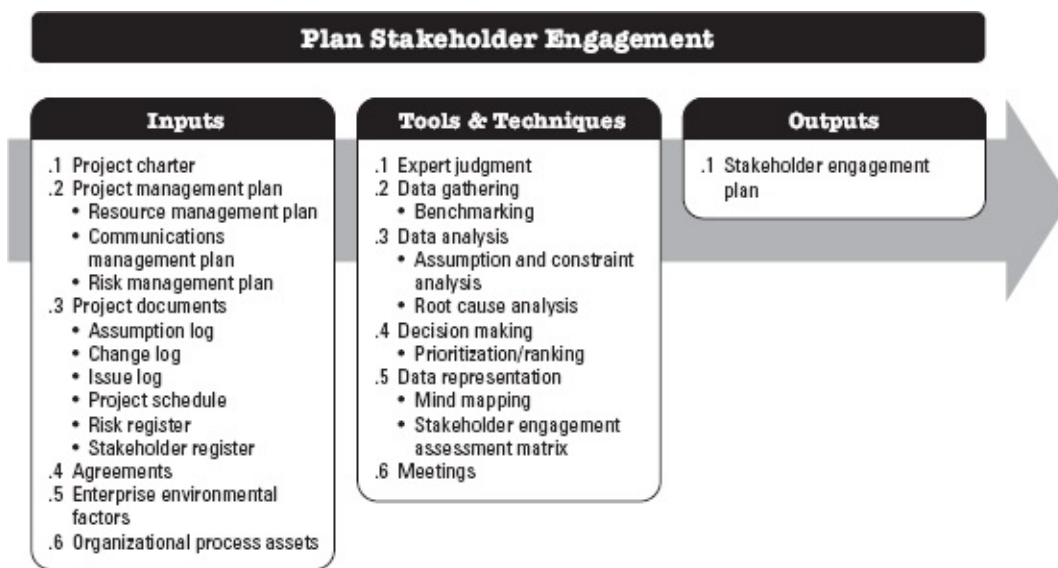 Plan Stakeholder Engagement
Inputs
.1 Project charter
.2 Project management plan
• Resource management plan
• Communications
management plan
• Risk management plan
.3 Project documents
• Assumption log
• Change log
• Issue log
• Project schedule
• Risk register
• Stakeholder register
.4 Agreements
.5 Enterprise environmental
factors
.6 Organizational process assets
Tools & Techniques
.1 Expert judgment
.2 Data gathering
• Benchmarking
.3 Data analysis
• Assumption and constraint
analysis
• Root cause analysis
.4 Decision making
• Prioritization/ranking
.5 Data representation
• Mind mapping
• Stakeholder engagement
assessment matrix
.6 Meetings
Outputs
.1 Stakeholder engagement
plan